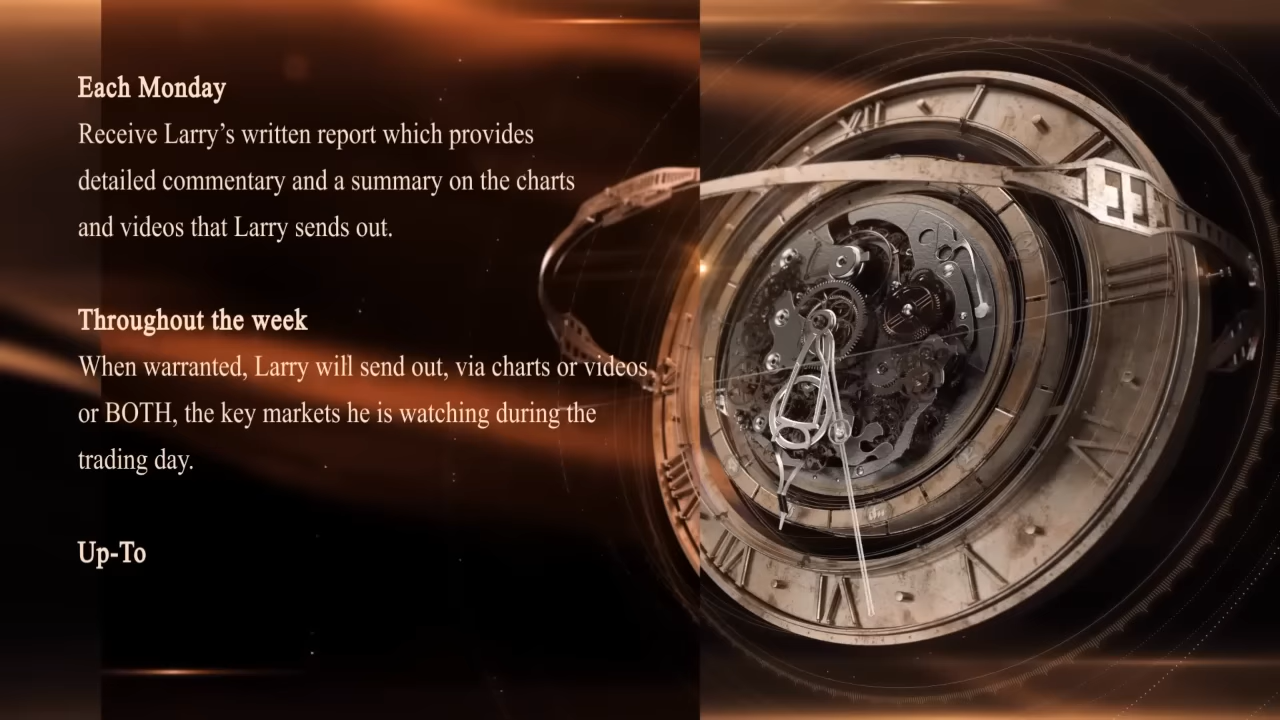 Each Monday
Receive Larry’s written report which provides
detailed commentary and a summary on the charts
and videos that Larry sends out.
Throughout the week
When warranted, Larry will send out, via charts or videos
or BOTH, the key markets he is watching during the
trading day.
Up-To